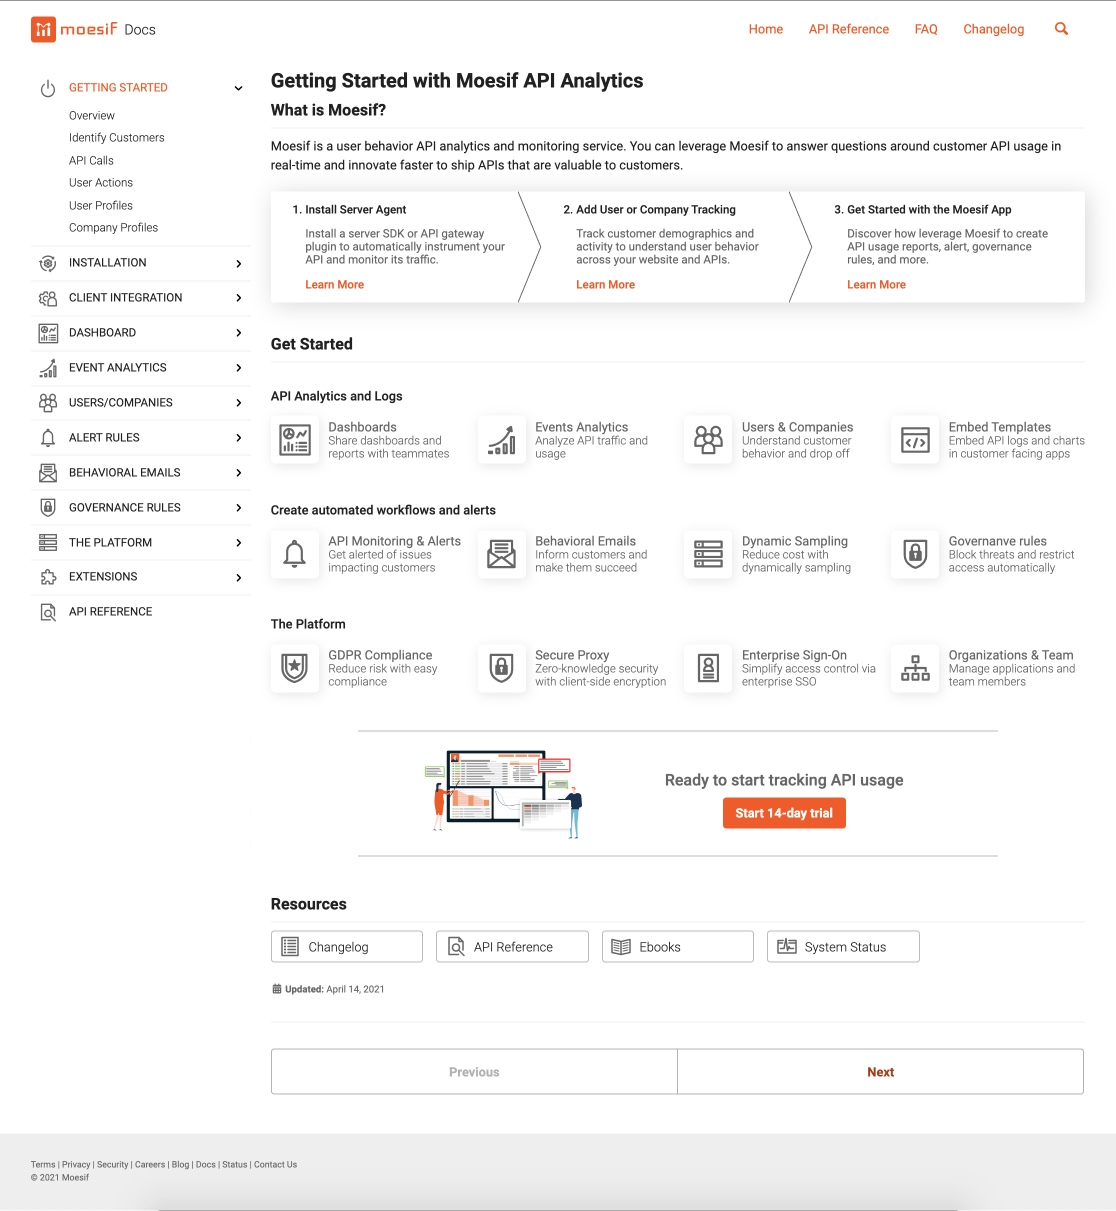 moesif Docs
Home
API Reference
FAQ
Changelog
GETTING STARTED
Overview
Identify Customers
API Calls
User Actions
User Profiles
Company Profiles
INSTALLATION
CLIENT INTEGRATION
DASHBOARD
EVENT ANALYTICS
USERS/COMPANIES
ALERT RULES
BEHAVIORAL EMAILS
GOVERNANCE RULES
THE PLATFORM
EXTENSIONS
API REFERENCE
Getting Started with Moesif API Analytics
What is Moesif?
Moesif is a user behavior API analytics and monitoring service. You can leverage Moesif to answer questions around customer API usage in
real-time and innovate faster to ship APIs that are valuable to customers.
1. Install Server Agent
Install a server SDK or API gateway
plugin to automatically instrument your
API and monitor its traffic.
Learn More
2. Add User or Company Tracking
Track customer demographics and
activity to understand user behavior
across your website and APIs.
Learn More
3. Get Started with the Moesif App
Discover how leverage Moesif to create
API usage reports, alert, governance
rules, and more.
Learn More
Get Started
API Analytics and Logs
Dashboards
Share dashboards and
reports with teammates
Events Analytics
Analyze API traffic and
usage
Users & Companies
Understand customer
behavior and drop off
Embed Templates
Embed API logs and charts
in customer facing apps
Create automated workflows and alerts
API Monitoring & Alerts
Get alerted of issues
impacting customers
Behavioral Emails
Inform customers and
make them succeed
Dynamic Sampling
Reduce cost with
dynamically sampling
Governanve rules
Block threats and restrict
access automatically
The Platform
GDPR Compliance
Reduce risk with easy
compliance
Secure Proxy
Zero-knowledge security
with client-side encryption
Enterprise Sign-On
Simplify access control via
enterprise SSO
Organizations & Team
Manage applications and
team members
Ready to start tracking API usage
Start 14-day trial
Resources
Changelog
API Reference
Ebooks
System Status
Updated: April 14, 2021
Previous
Next
Terms | Privacy | Security | Careers | Blog | Docs | Status | Contact Us
© 2021 Moesif